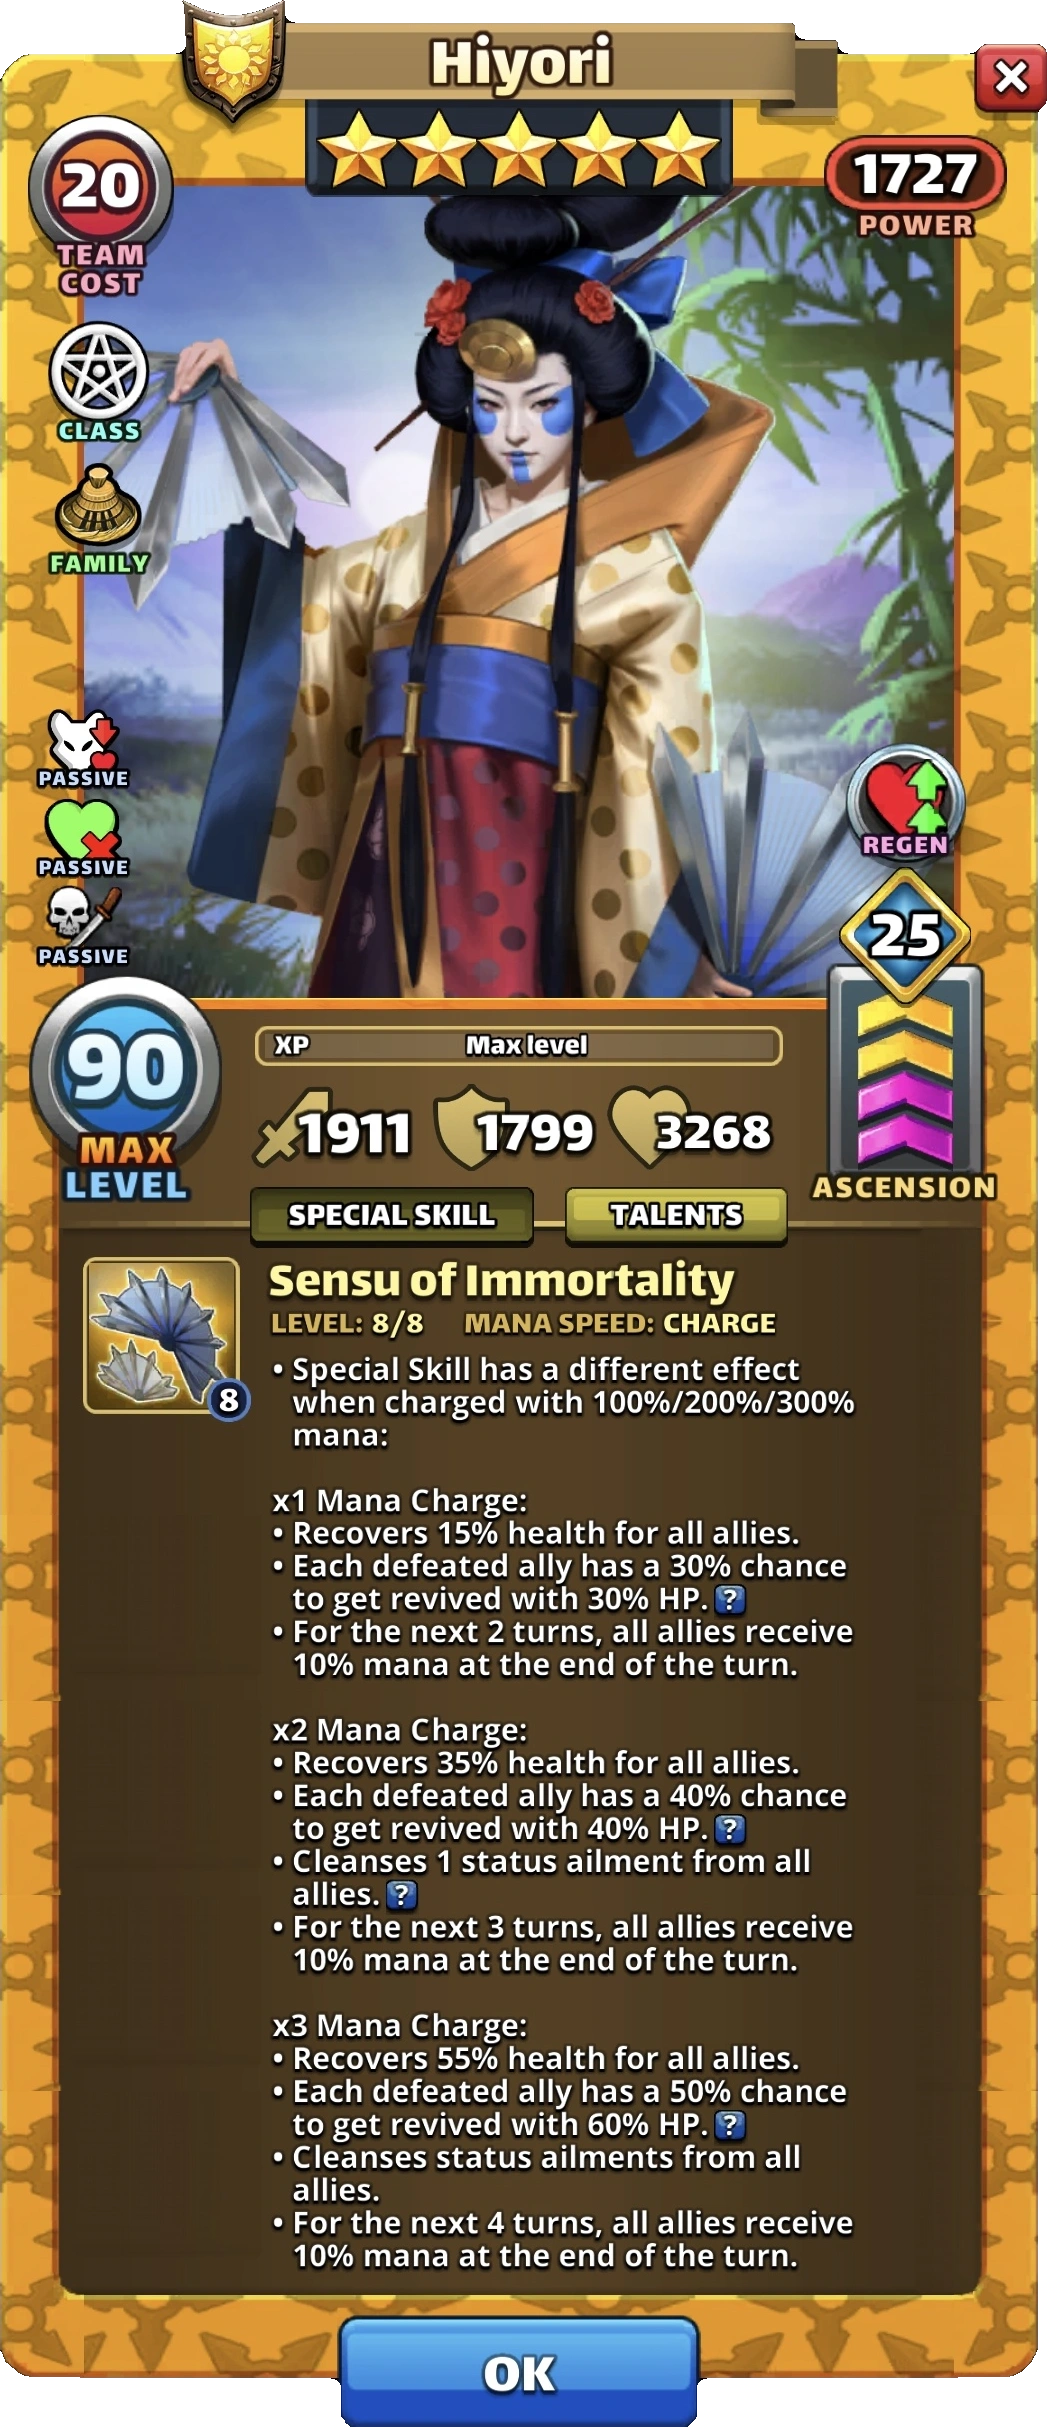 Hiyori
20
TEAM
COST
1727
POWER
CLASS
FAMILY
PASSIVE
PASSIVE
PASSIVE
REGEN
25
90
MAX
LEVEL
XP Max level
1911 1799 3268
ASCENSION
SPECIAL SKILL TALENTS
Sensu of Immortality
LEVEL: 8/8 MANA SPEED: CHARGE
8
• Special Skill has a different effect
when charged with 100%/200%/300%
mana:
x1 Mana Charge:
• Recovers 15% health for all allies.
• Each defeated ally has a 30% chance
to get revived with 30% HP. ?
• For the next 2 turns, all allies receive
10% mana at the end of the turn.
x2 Mana Charge:
• Recovers 35% health for all allies.
• Each defeated ally has a 40% chance
to get revived with 40% HP. ?
• Cleanses 1 status ailment from all
allies. ?
• For the next 3 turns, all allies receive
10% mana at the end of the turn.
x3 Mana Charge:
• Recovers 55% health for all allies.
• Each defeated ally has a 50% chance
to get revived with 60% HP. ?
• Cleanses status ailments from all
allies.
• For the next 4 turns, all allies receive
10% mana at the end of the turn.
OK